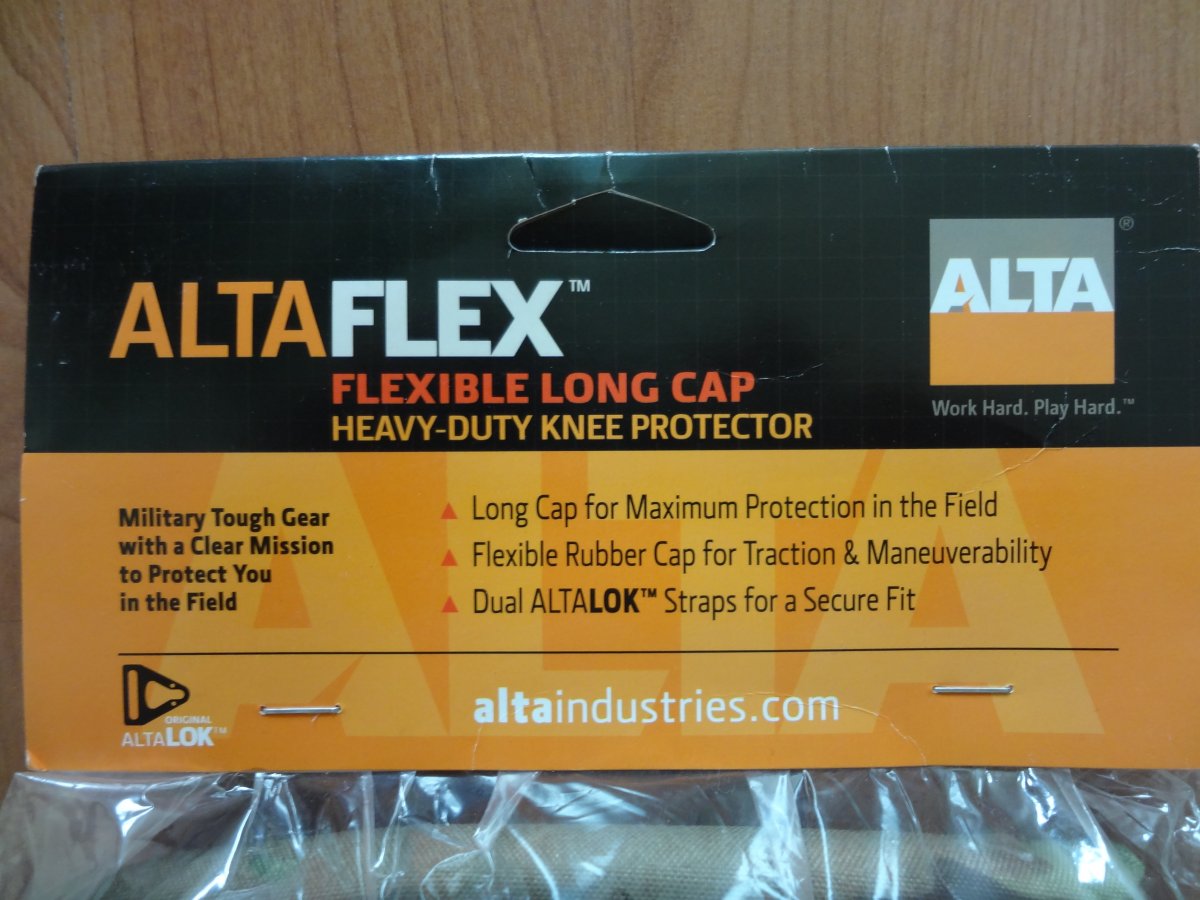 ALTAFLEX™
FLEXIBLE LONG CAP
HEAVY-DUTY KNEE PROTECTOR
ALTA®
Work Hard. Play Hard.™
Military Tough Gear
with a Clear Mission
to Protect You
in the Field
▲ Long Cap for Maximum Protection in the Field
▲ Flexible Rubber Cap for Traction & Maneuverability
▲ Dual ALTALOK™ Straps for a Secure Fit
ALTA
ORIGINAL
ALTALOK™
altaindustries.com